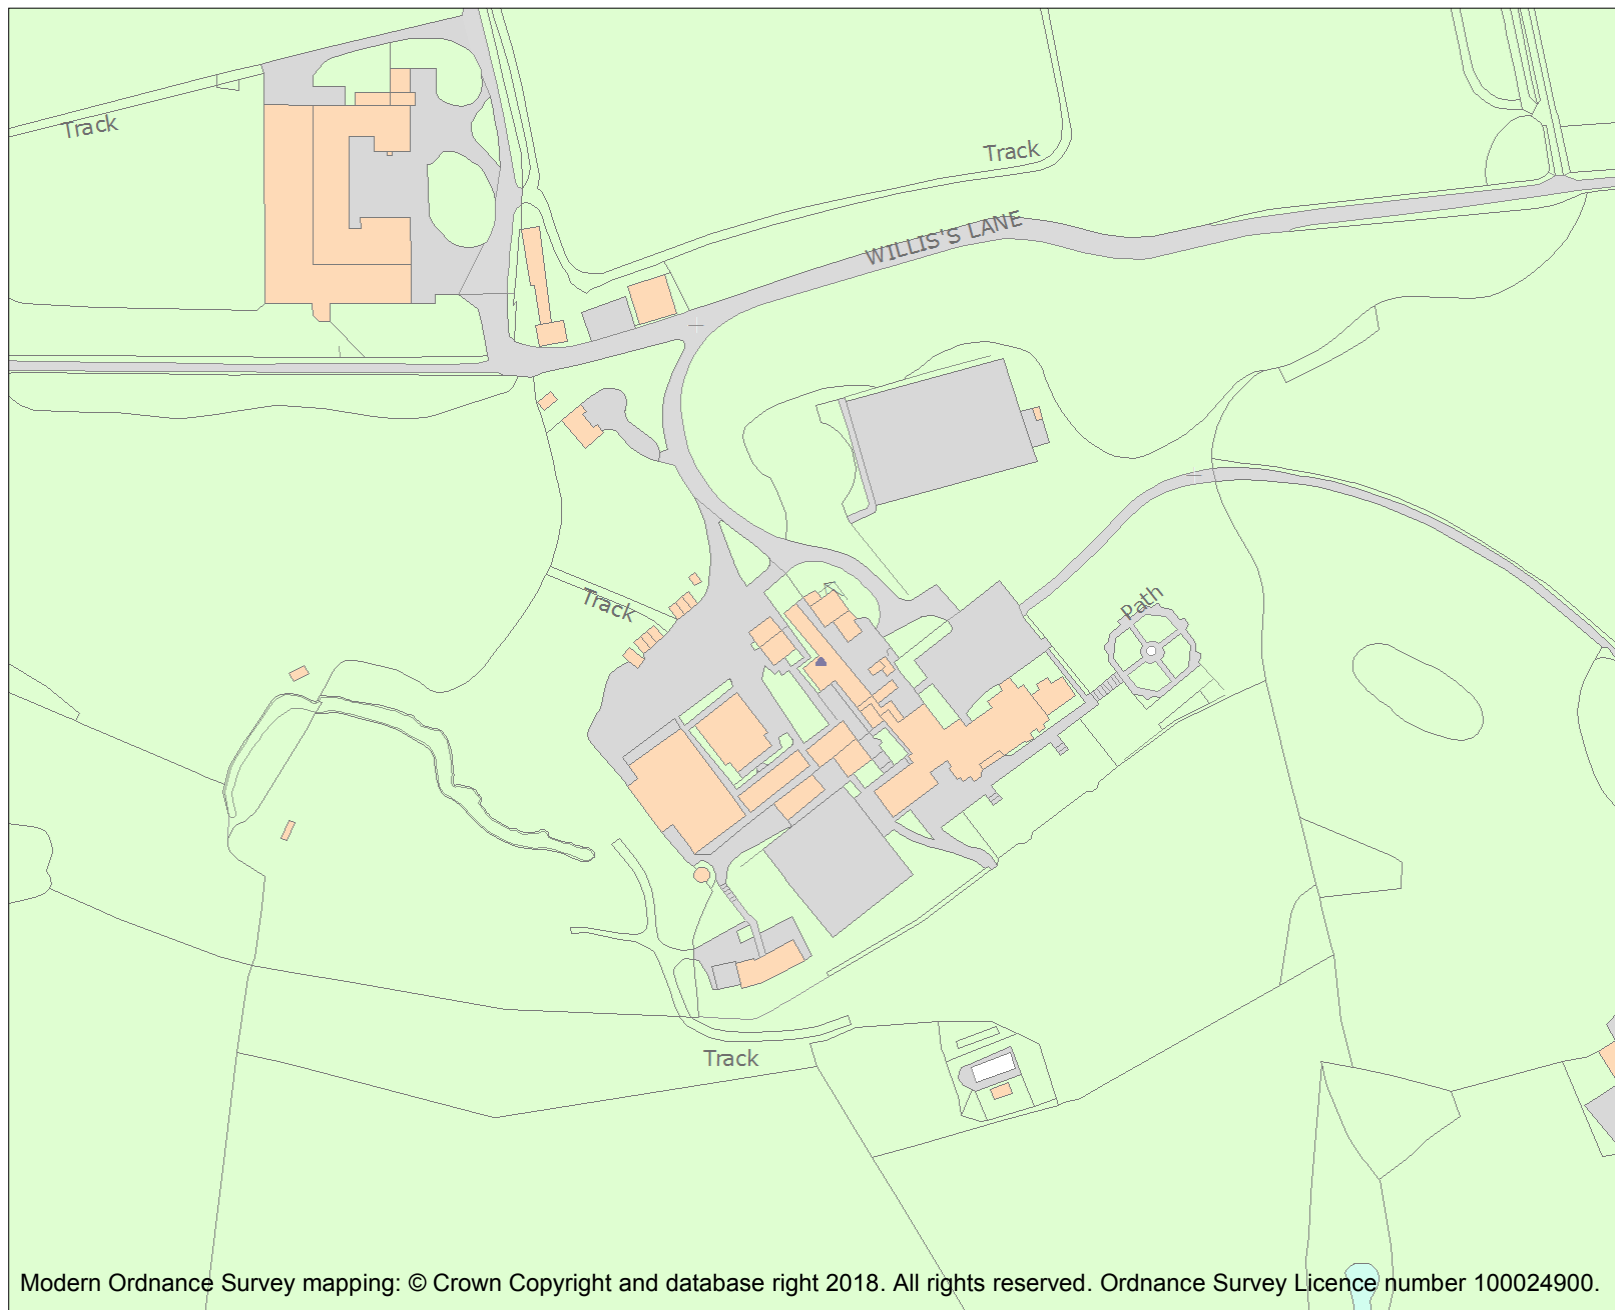 Track
Track
WILLIS'S LANE
Track
Path
Track
Modern Ordnance Survey mapping: © Crown Copyright and database right 2018. All rights reserved. Ordnance Survey Licence number 100024900.